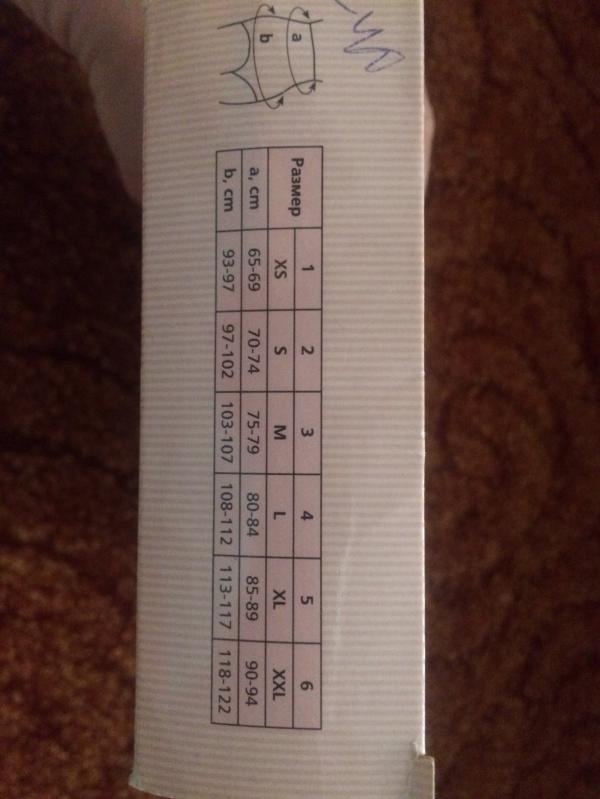 a
b
Размер 1 2 3 4 5 6
XS S M L XL XXL
a, cm 65-69 70-74 75-79 80-84 85-89 90-94
b, cm 93-97 97-102 103-107 108-112 113-117 118-122